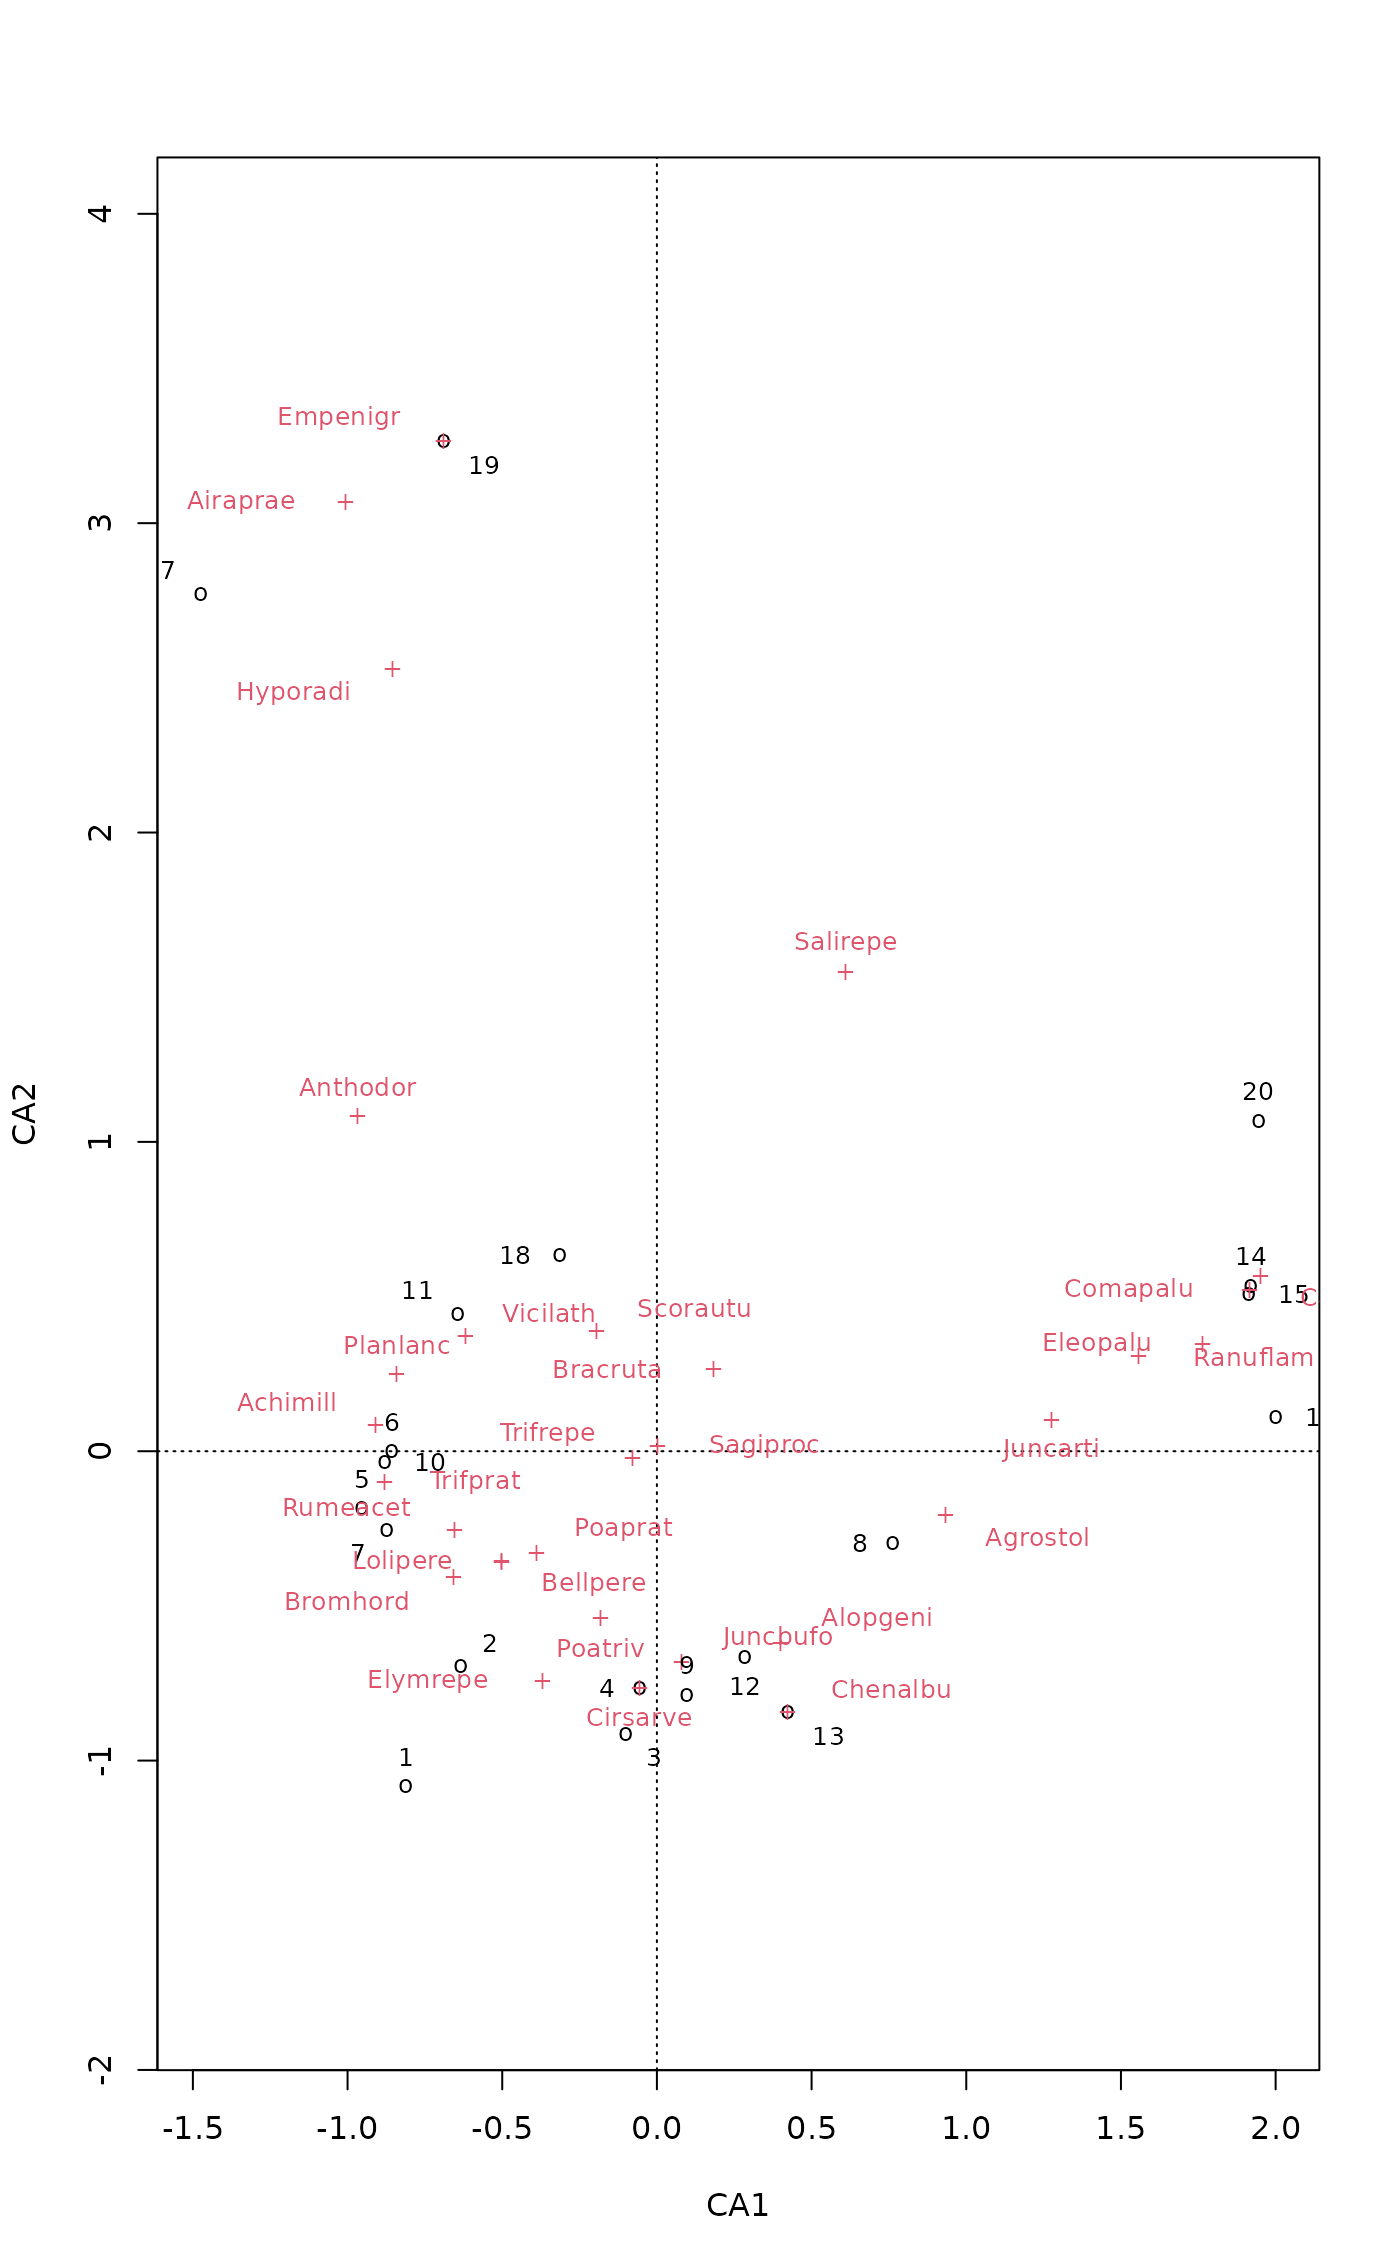 4
Empenigr
19
Airaprae
3
7
Hyporadi
2
Salirepe
Anthodor
20
CA2
1
18
14
11
Comapalu
15
C
Vicilath
Scorautu
Planlanc
Eleopalu
Ranuflam
Bracruta
Achimill
6
1
Trifepe
Sagiproc
Juncarti
0
10
5
Trifprat
Rumeacet
Poaprat
Agrostol
8
7
Lolipere
Bellpere
Bromhord
Alopgeni
Juncbufo
2
Poatriv
9
Elymrepe
4
12
Chenalbu
Cirsarve
13
3
1
-1
-2
-1.5 -1.0 -0.5 0.0 0.5 1.0 1.5 2.0
CA1